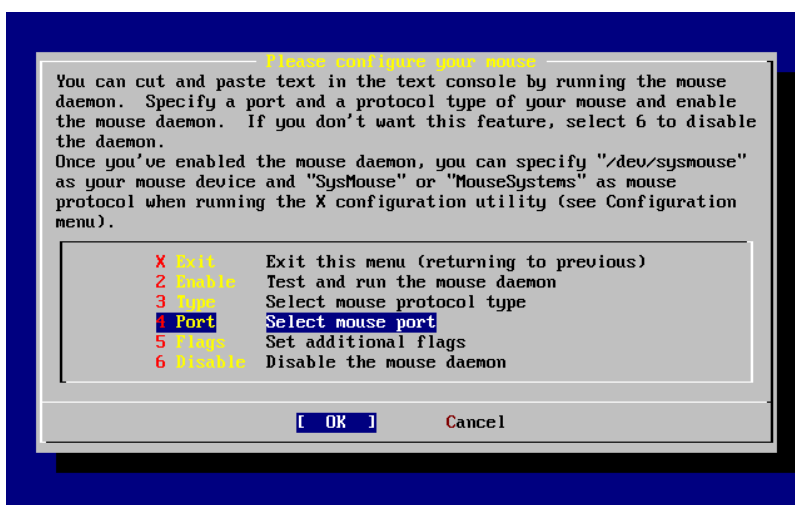 Please configure your mouse
You can cut and paste text in the text console by running the mouse
daemon.  Specify a port and a protocol type of your mouse and enable
the mouse daemon.  If you don't want this feature, select 6 to disable
the daemon.
Once you've enabled the mouse daemon, you can specify "/dev/sysmouse"
as your mouse device and "SysMouse" or "MouseSystems" as mouse
protocol when running the X configuration utility (see Configuration
menu).
X Exit Exit this menu (returning to previous)
2 Enable Test and run the mouse daemon
3 Type Select mouse protocol type
4 Port Select mouse port
5 Flags Set additional flags
6 Disable Disable the mouse daemon
[ OK ] Cancel